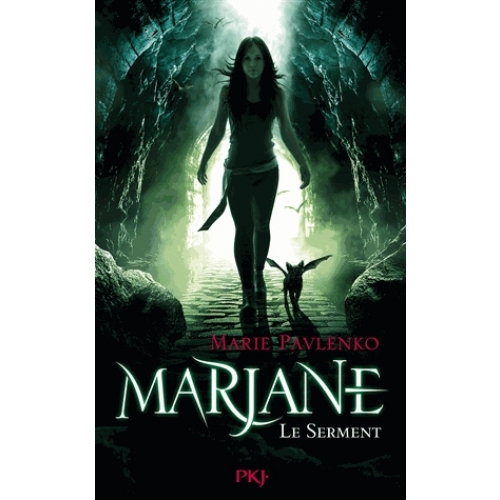 MARIE PAVLENKO
MARJANE
LE SERMENT
PKJ.